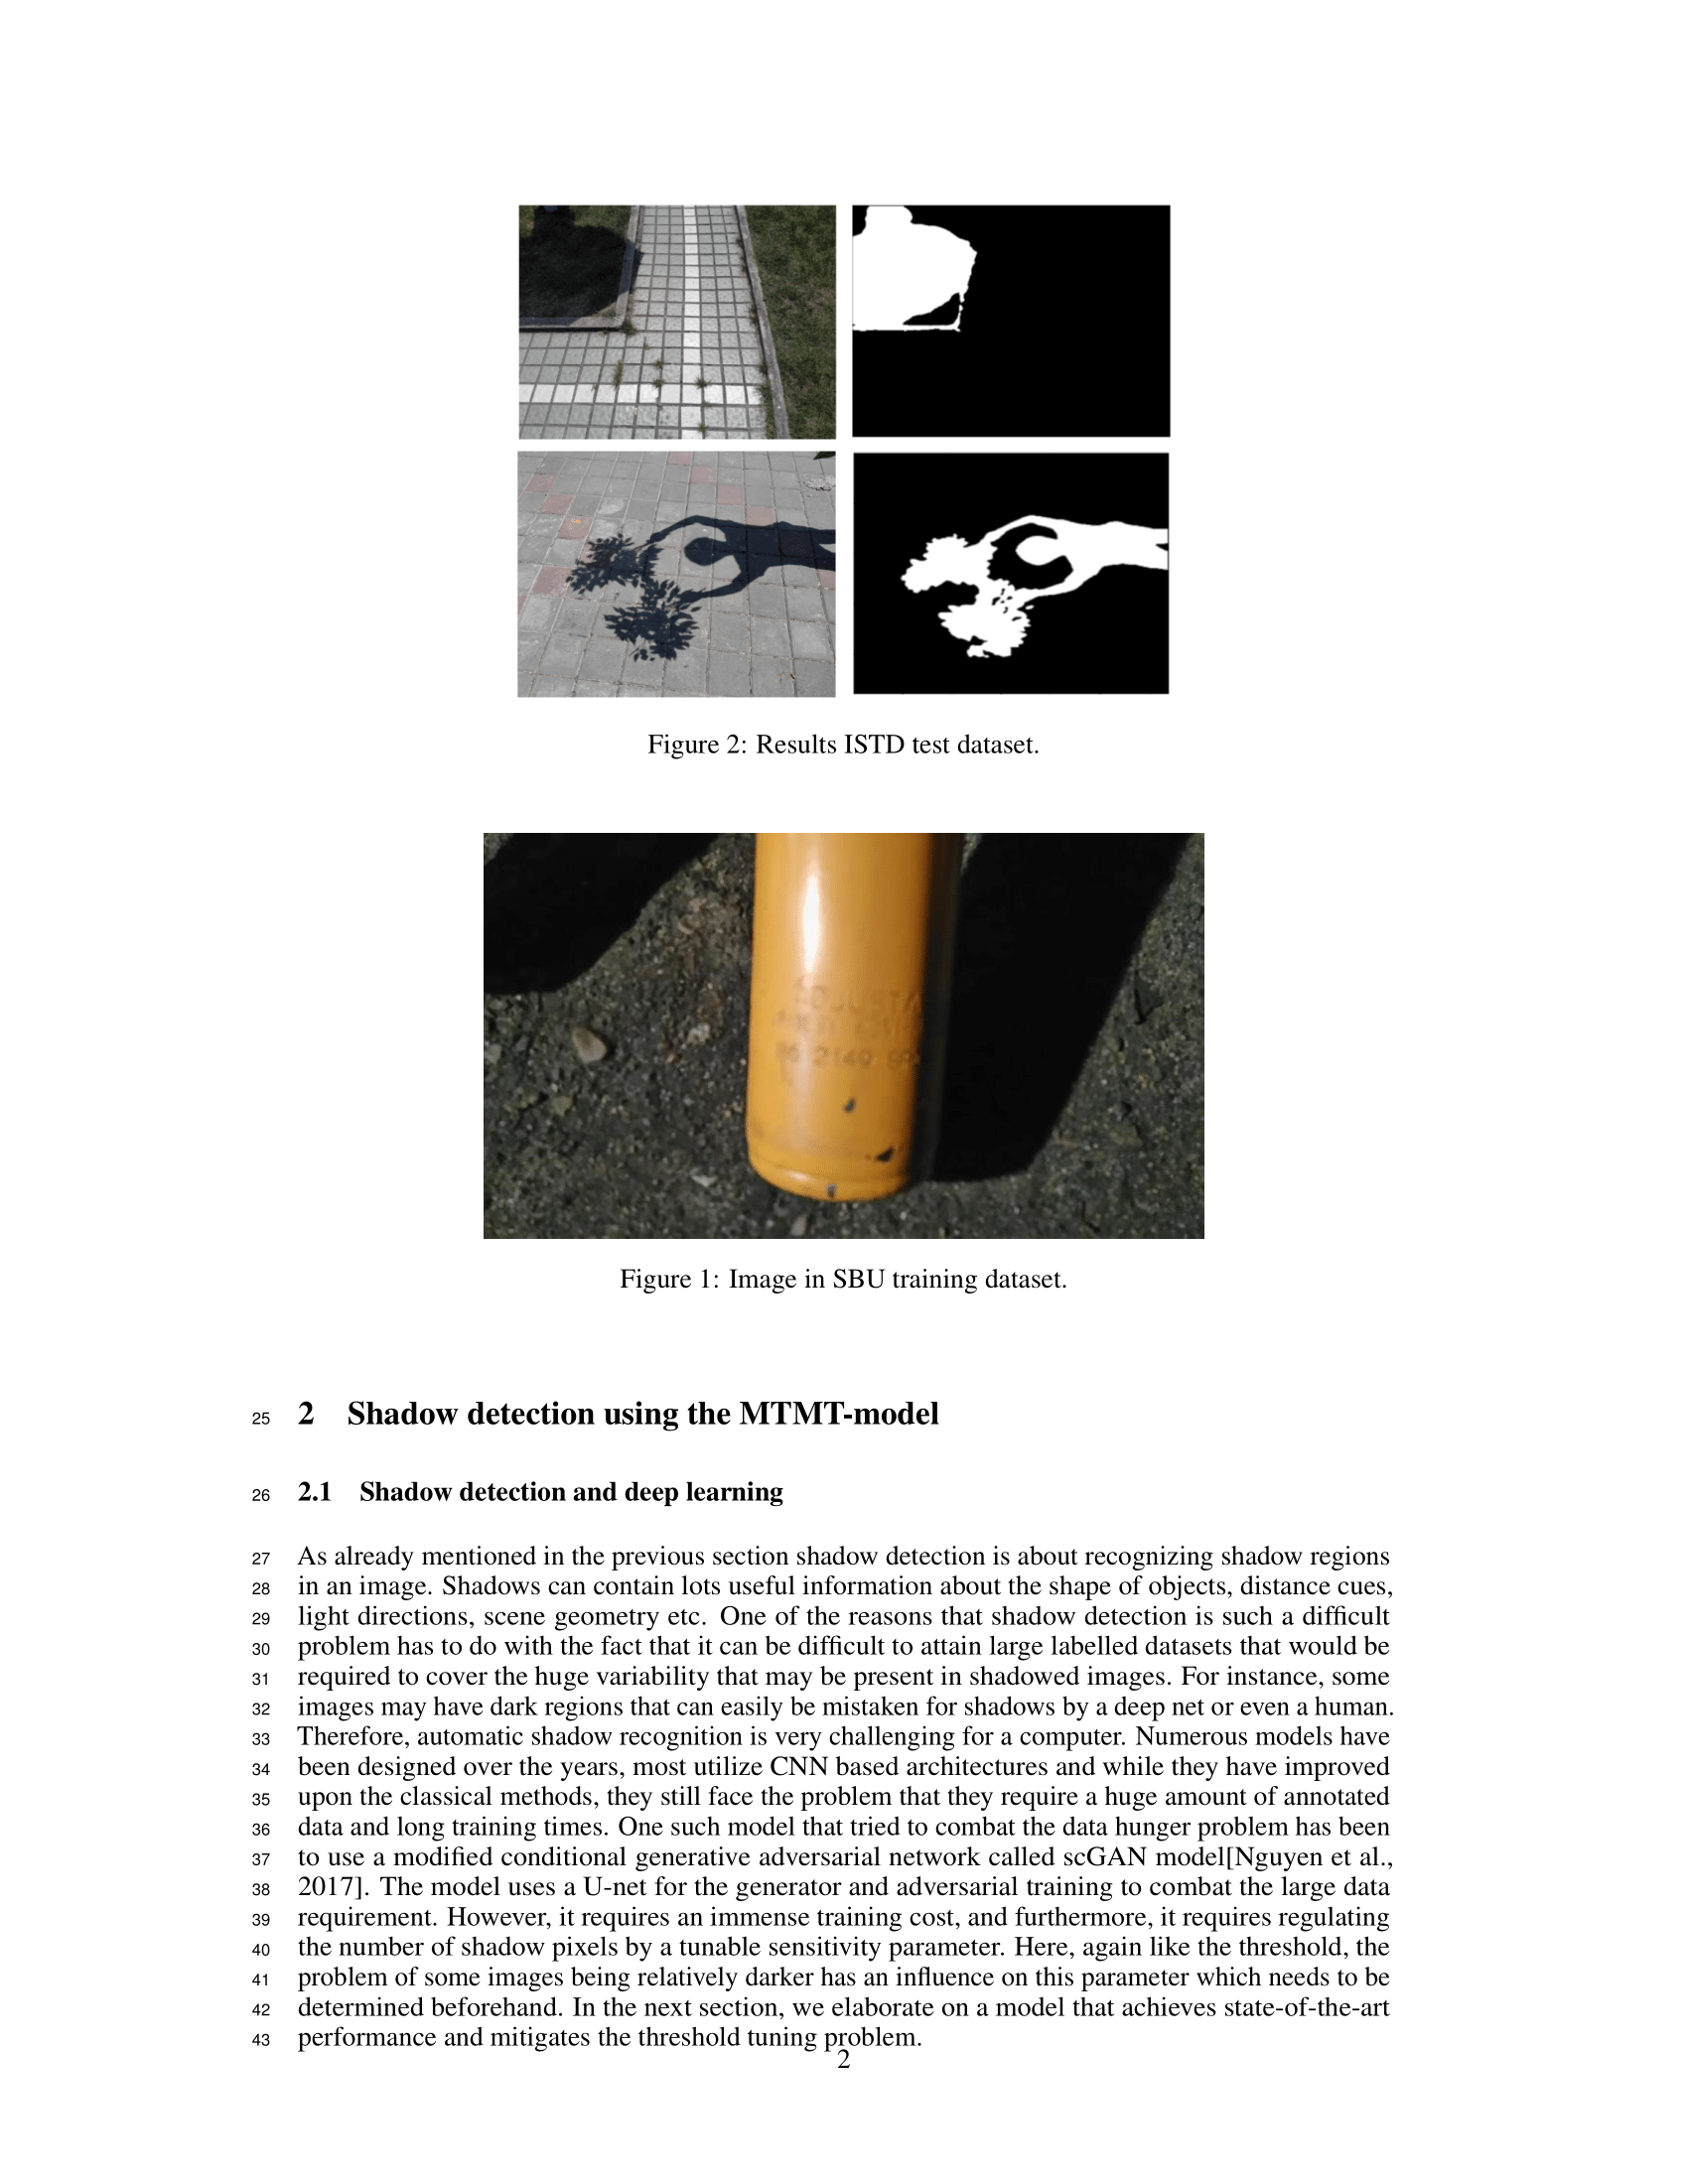 Figure 2: Results ISTD test dataset.
2149
Figure 1: Image in SBU training dataset.
25 2 Shadow detection using the MTMT-model
26 2.1 Shadow detection and deep learning
27 As already mentioned in the previous section shadow detection is about recognizing shadow regions
28 in an image. Shadows can contain lots useful information about the shape of objects, distance cues,
29 light directions, scene geometry etc. One of the reasons that shadow detection is such a difficult
30 problem has to do with the fact that it can be difficult to attain large labelled datasets that would be
31 required to cover the huge variability that may be present in shadowed images. For instance, some
32 images may have dark regions that can easily be mistaken for shadows by a deep net or even a human.
33 Therefore, automatic shadow recognition is very challenging for a computer. Numerous models have
34 been designed over the years, most utilize CNN based architectures and while they have improved
35 upon the classical methods, they still face the problem that they require a huge amount of annotated
36 data and long training times. One such model that tried to combat the data hunger problem has been
37 to use a modified conditional generative adversarial network called scGAN model[Nguyen et al.,
38 2017]. The model uses a U-net for the generator and adversarial training to combat the large data
39 requirement. However, it requires an immense training cost, and furthermore, it requires regulating
40 the number of shadow pixels by a tunable sensitivity parameter. Here, again like the threshold, the
41 problem of some images being relatively darker has an influence on this parameter which needs to be
42 determined beforehand. In the next section, we elaborate on a model that achieves state-of-the-art
43 performance and mitigates the threshold tuning problem.
2